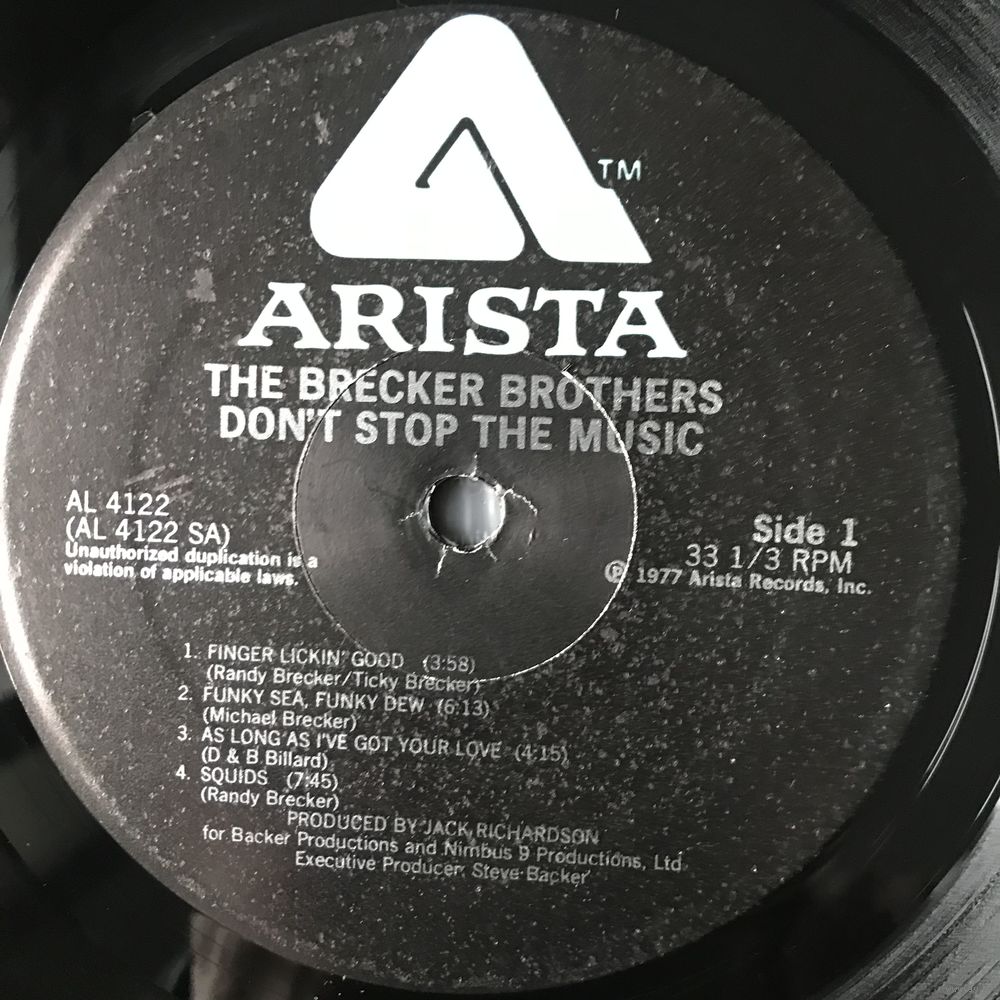 TM
ARISTA
THE BRECKER BROTHERS
DON'T STOP THE MUSIC
AL 4122
(AL 4122 SA)
Unauthorized duplication is a
violation of applicable laws.
Side 1
33 1/3 RPM
Ⓟ 1977 Arista Records, Inc.
1. FINGER LICKIN' GOOD (3:58)
(Randy Brecker/Ticky Brecker)
2. FUNKY SEA, FUNKY DEW (6:13)
(Michael Brecker)
3. AS LONG AS I'VE GOT YOUR LOVE (4:15)
(D & B Billard)
4. SQUIDS (7:45)
(Randy Brecker)
PRODUCED BY JACK RICHARDSON
for Backer Productions and Nimbus 9 Productions, Ltd.
Executive Producer: Steve Backer